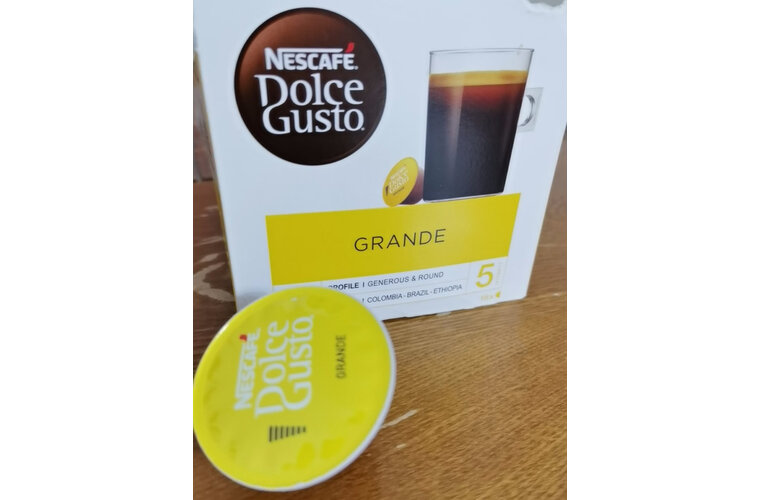 NESCAFÉ
Dolce
Gusto
GRANDE
PROFILE | GENEROUS & ROUND
COLOMBIA - BRAZIL - ETHIOPIA
5
NESCAFÉ
Dolce
Gusto
GRANDE